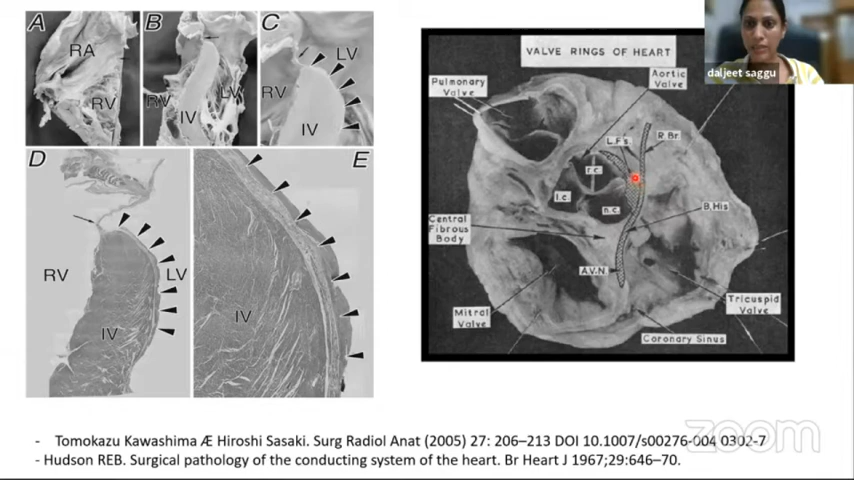 A
B
C
RA
RV
RV
LV
IV
LV
RV
IV
D
E
RV
LV
IV
IV
VALVE RINGS OF HEART
Pulmonary
Valve
Aortic
Valve
L.F's.
R.Br.
r.c.
l.c.
n.c.
B.His
Central
Fibrous
Body
A.V.N.
Mitral
Valve
Tricuspid
Valve
Coronary Sinus
daljeet saggu
- Tomokazu Kawashima Æ Hiroshi Sasaki. Surg Radiol Anat (2005) 27: 206–213 DOI 10.1007/s00276-004 0302-7
- Hudson REB. Surgical pathology of the conducting system of the heart. Br Heart J 1967;29:646–70.
zoom